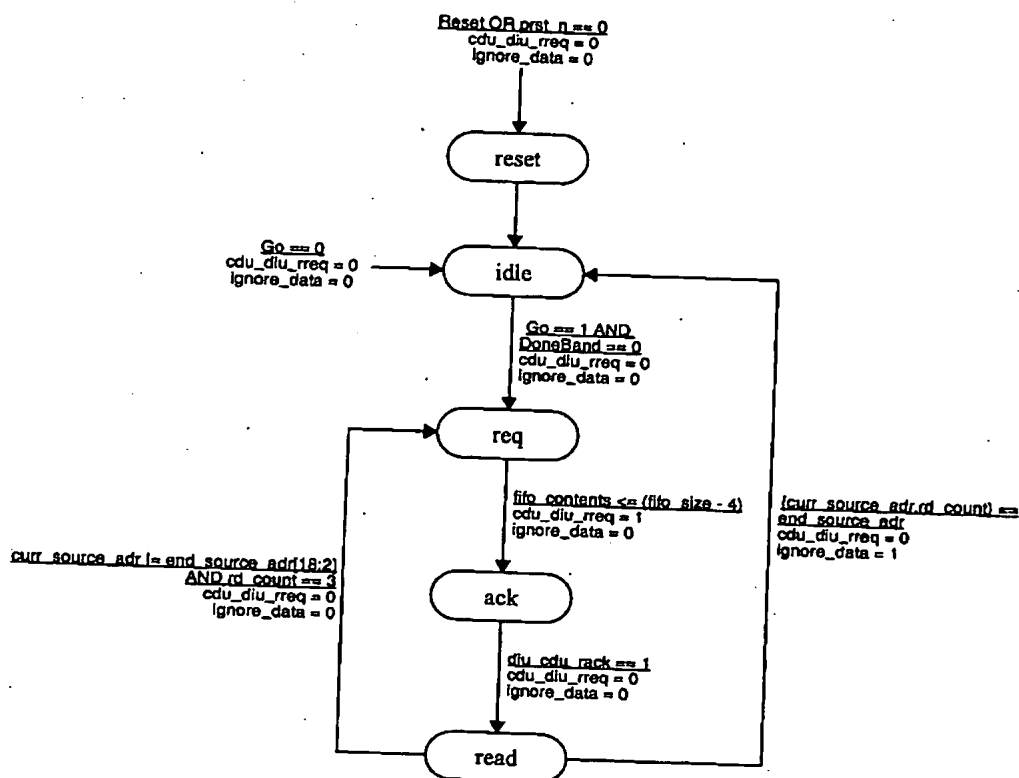 Reset OR prst_n == 0
cdu_diu_rreq = 0
ignore_data = 0
reset
Go == 0
cdu_diu_rreq = 0
ignore_data = 0
idle
Go == 1 AND
DoneBand == 0
cdu_diu_rreq = 0
ignore_data = 0
req
fifo_contents <= (fifo_size - 4)
cdu_diu_rreq = 1
ignore_data = 0
{curr_source_adr,rd_count} ==
end_source_adr
cdu_diu_rreq = 0
ignore_data = 1
curr_source_adr != end_source_adr[18:2]
AND rd_count == 3
cdu_diu_rreq = 0
ignore_data = 0
ack
diu_cdu_rack == 1
cdu_diu_rreq = 0
ignore_data = 0
read